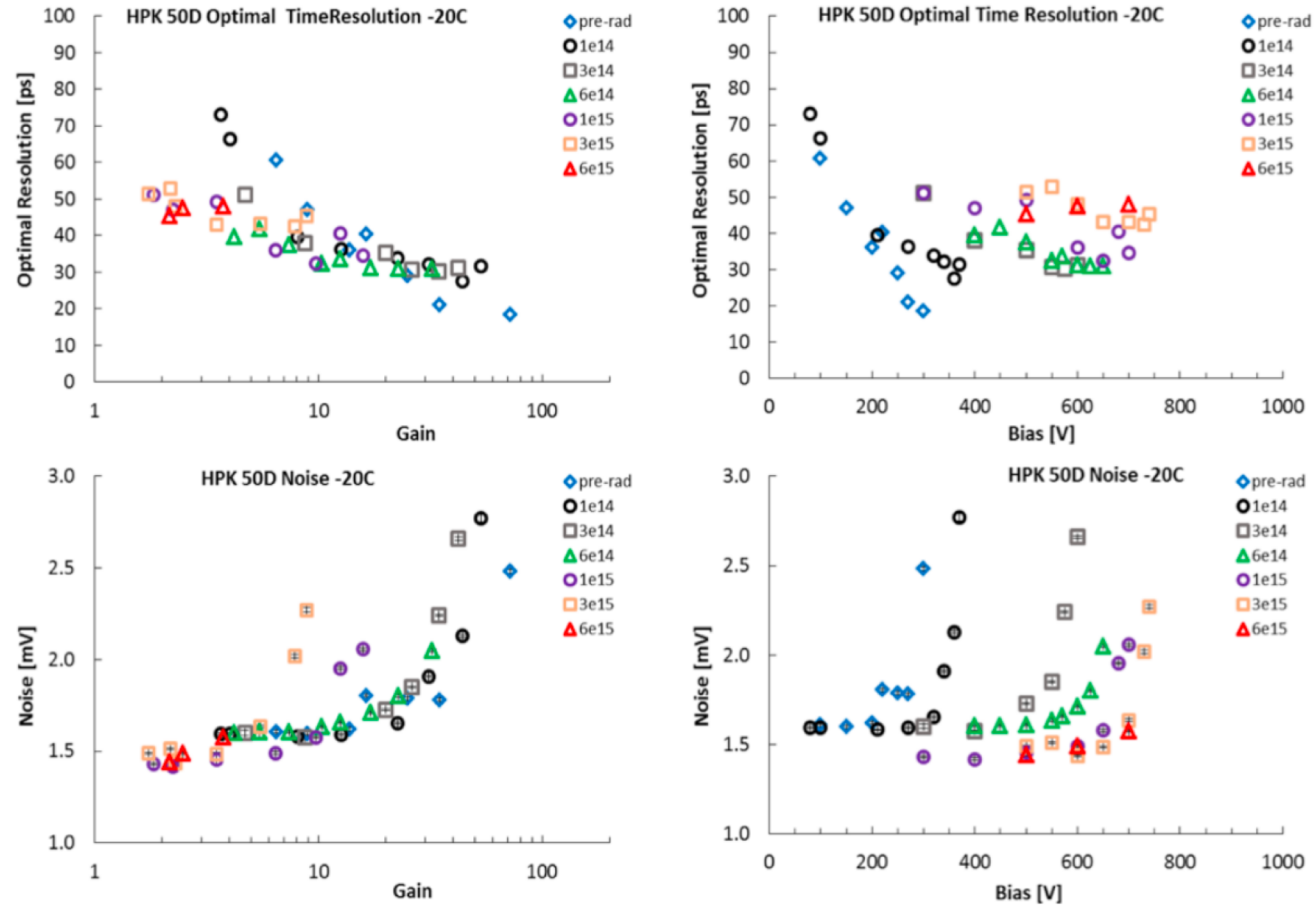 HPK 50D Optimal TimeResolution -20C
100
90
80
70
60
50
40
30
20
10
0
Optimal Resolution [ps]
1
10
100
Gain
pre-rad
1e14
3e14
6e14
1e15
3e15
6e15
HPK 50D Optimal Time Resolution -20C
100
90
80
70
60
50
40
30
20
10
0
Optimal Resolution [ps]
0
200
400
600
800
1000
Bias [V]
pre-rad
1e14
3e14
6e14
1e15
3e15
6e15
HPK 50D Noise -20C
3.0
2.5
2.0
1.5
1.0
Noise [mV]
1
10
100
Gain
pre-rad
1e14
3e14
6e14
1e15
3e15
6e15
HPK 50D Noise -20C
3.0
2.5
2.0
1.5
1.0
Noise [mV]
0
200
400
600
800
1000
Bias [V]
pre-rad
1e14
3e14
6e14
1e15
3e15
6e15